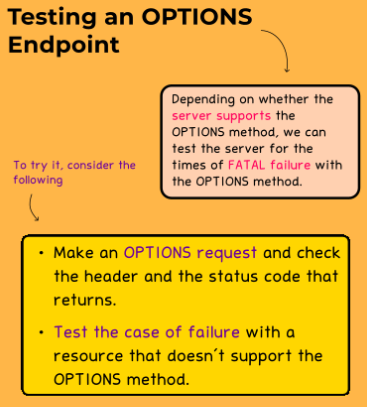 Testing an OPTIONS
Endpoint
Depending on whether the
server supports the
OPTIONS method, we can
test the server for the
times of FATAL failure with
the OPTIONS method.
To try it, consider the
following
• Make an OPTIONS request and check
the header and the status code that
returns.
• Test the case of failure with a
resource that doesn´t support the
OPTIONS method.